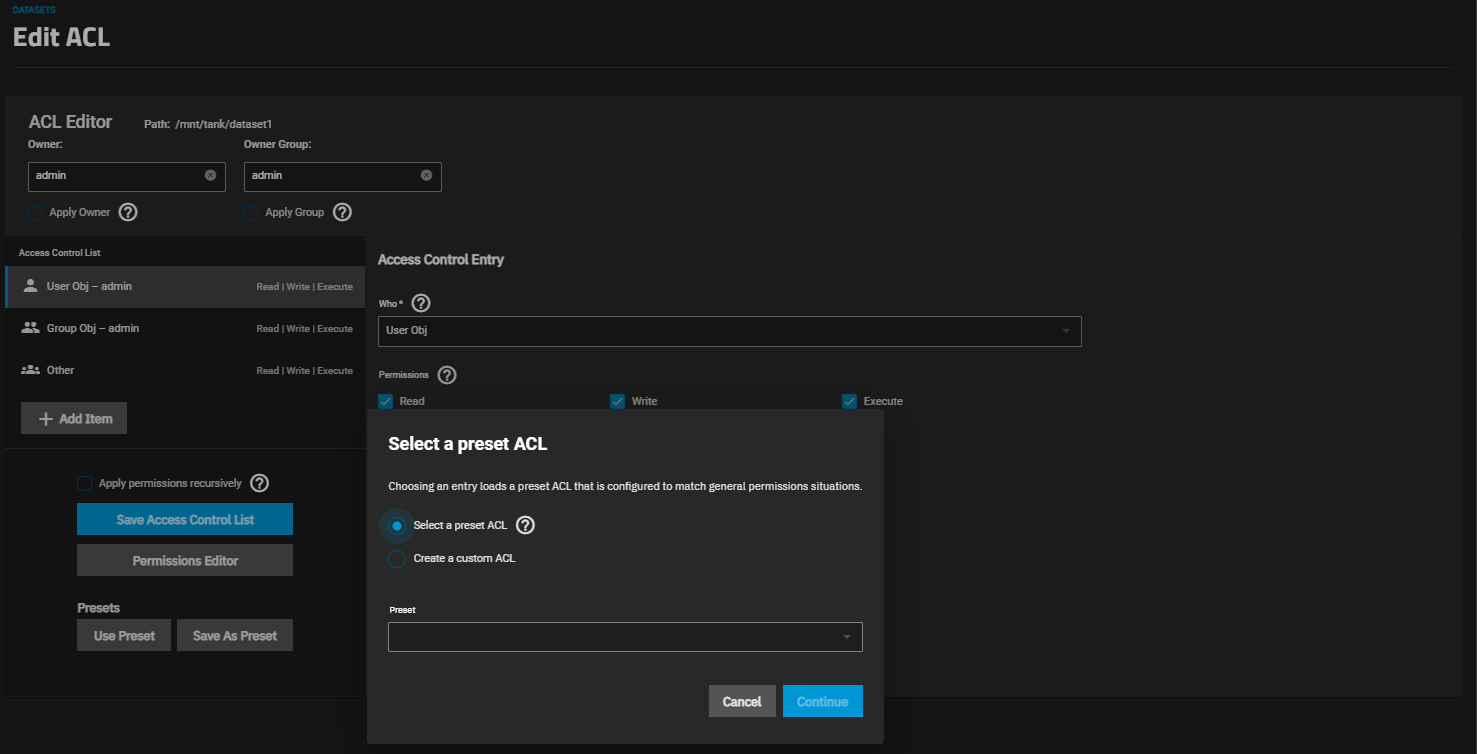 DATASETS
Edit ACL
ACL Editor Path: /mnt/tank/dataset1
Owner: Owner Group:
admin admin
Apply Owner ? Apply Group ?
Access Control List
User Obj – admin Read | Write | Execute
Group Obj – admin Read | Write | Execute
Other Read | Write | Execute
+ Add Item
Apply permissions recursively ?
Save Access Control List
Permissions Editor
Presets
Use Preset Save As Preset
Access Control Entry
Who * ?
User Obj
Permissions ?
Read Write Execute
Select a preset ACL
Choosing an entry loads a preset ACL that is configured to match general permissions situations.
Select a preset ACL ?
Create a custom ACL
Preset
Cancel Continue